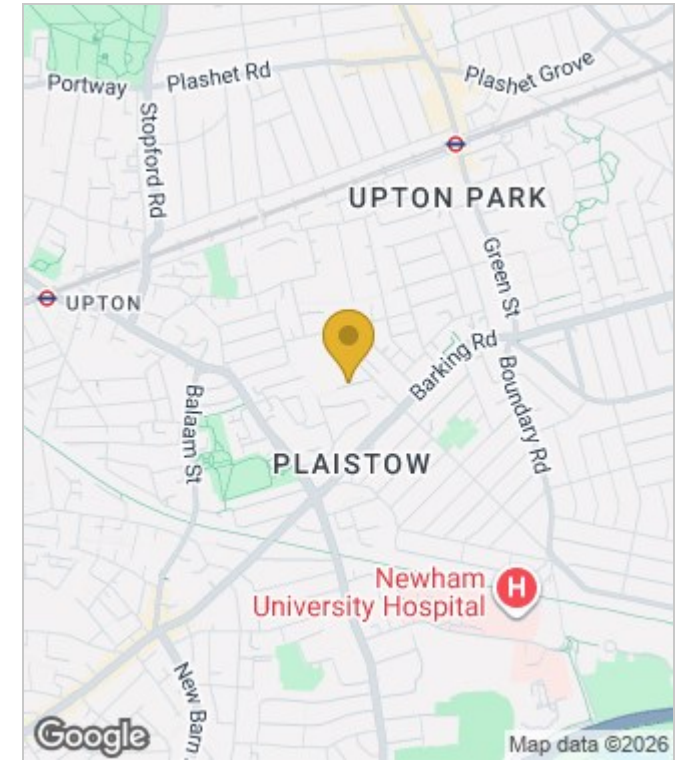 Portway
Plashet Rd
Plashet Grove
Stopford Rd
UPTON PARK
Green St
UPTON
Barking Rd
Boundary Rd
Balaam St
PLAISTOW
Newham
University Hospital
H
New Barn
Google
Map data ©2026